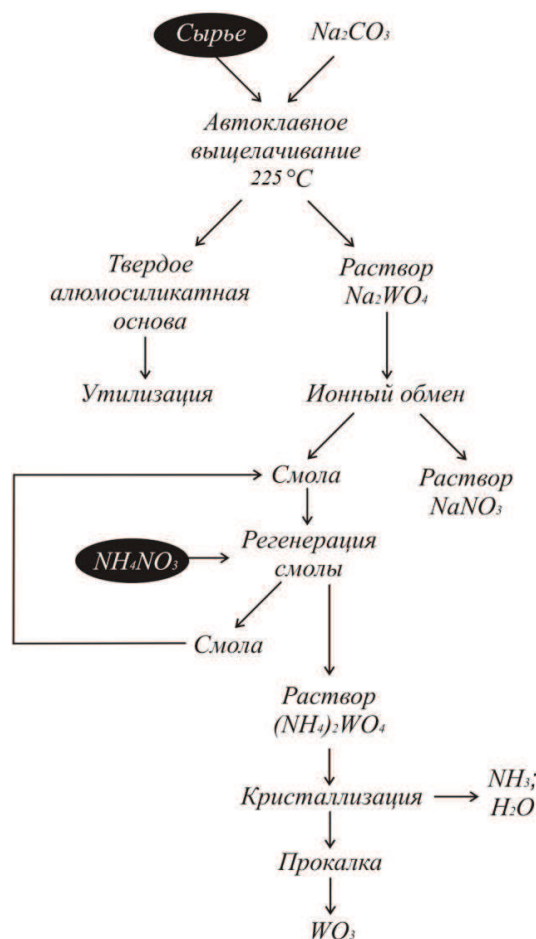 Сырье
Na₂CO₃
Автоклавное
выщелачивание
225°C
Твердое
алюмосиликатная
основа
Раствор
Na₂WO₄
Утилизация
Ионный обмен
Смола
Раствор
NaNO₃
NH₄NO₃
Регенерация
смолы
Смола
Раствор
(NH₄)₂WO₄
Кристаллизация
NH₃;
H₂O
Прокалка
WO₃